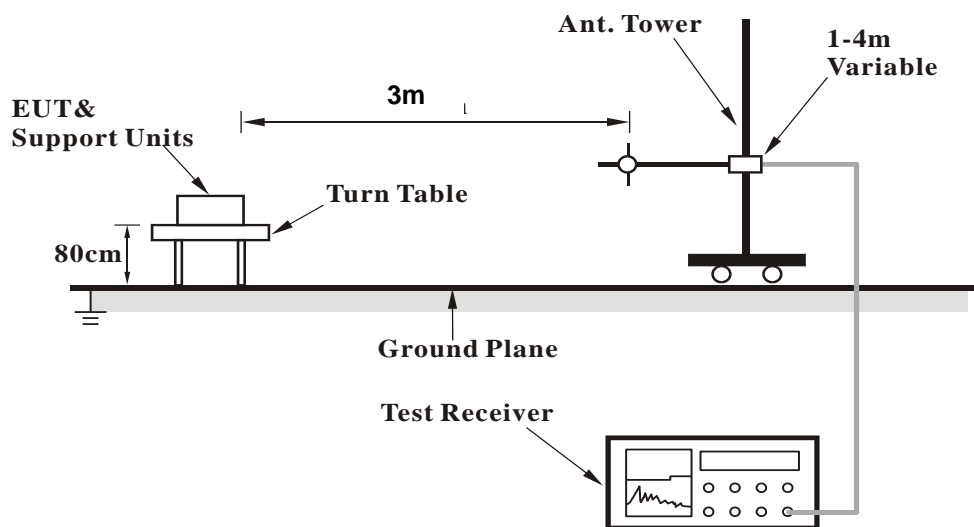 Ant. Tower
1-4m
Variable
3m
EUT&
Support Units
Turn Table
80cm
Ground Plane
Test Receiver